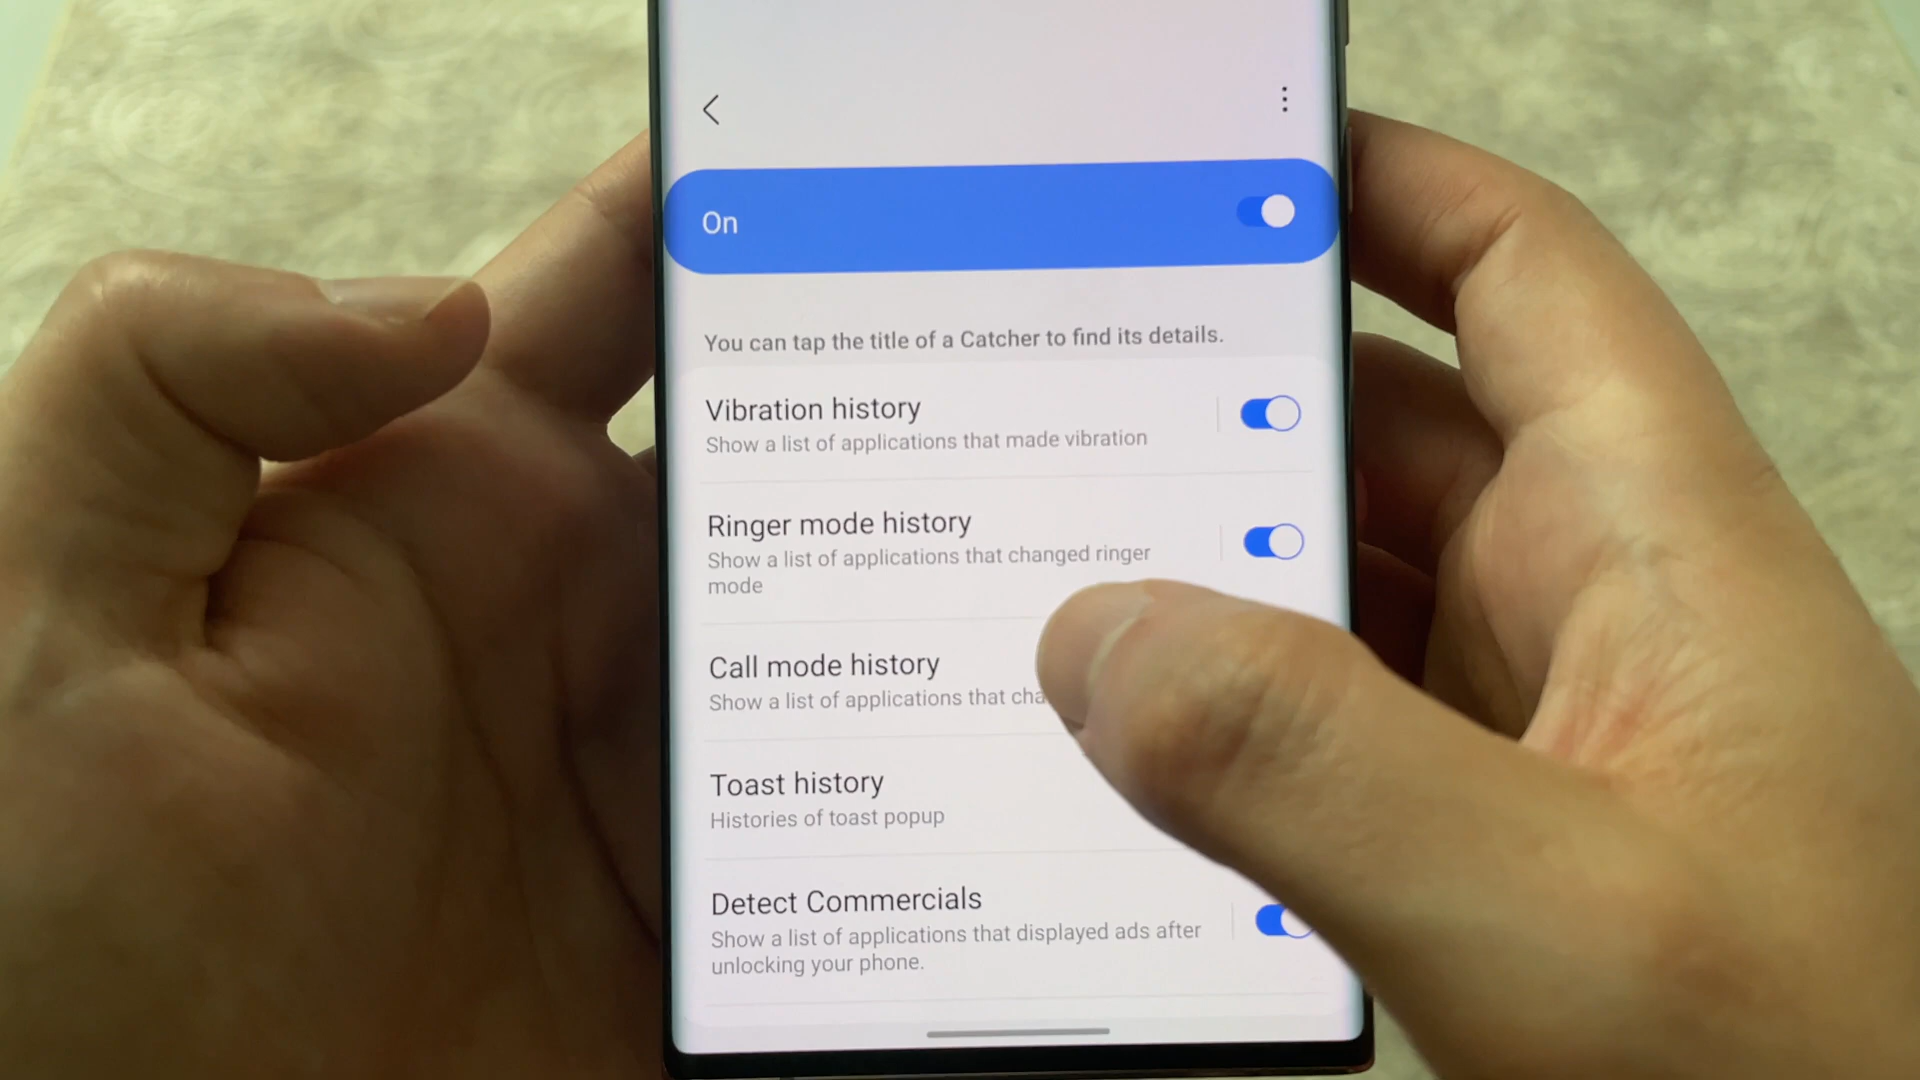 On
You can tap the title of a Catcher to find its details.
Vibration history
Show a list of applications that made vibration
Ringer mode history
Show a list of applications that changed ringer
mode
Call mode history
Show a list of applications that
Toast history
Histories of toast popup
Detect Commercials
Show a list of applications that displayed ads after
unlocking your phone.